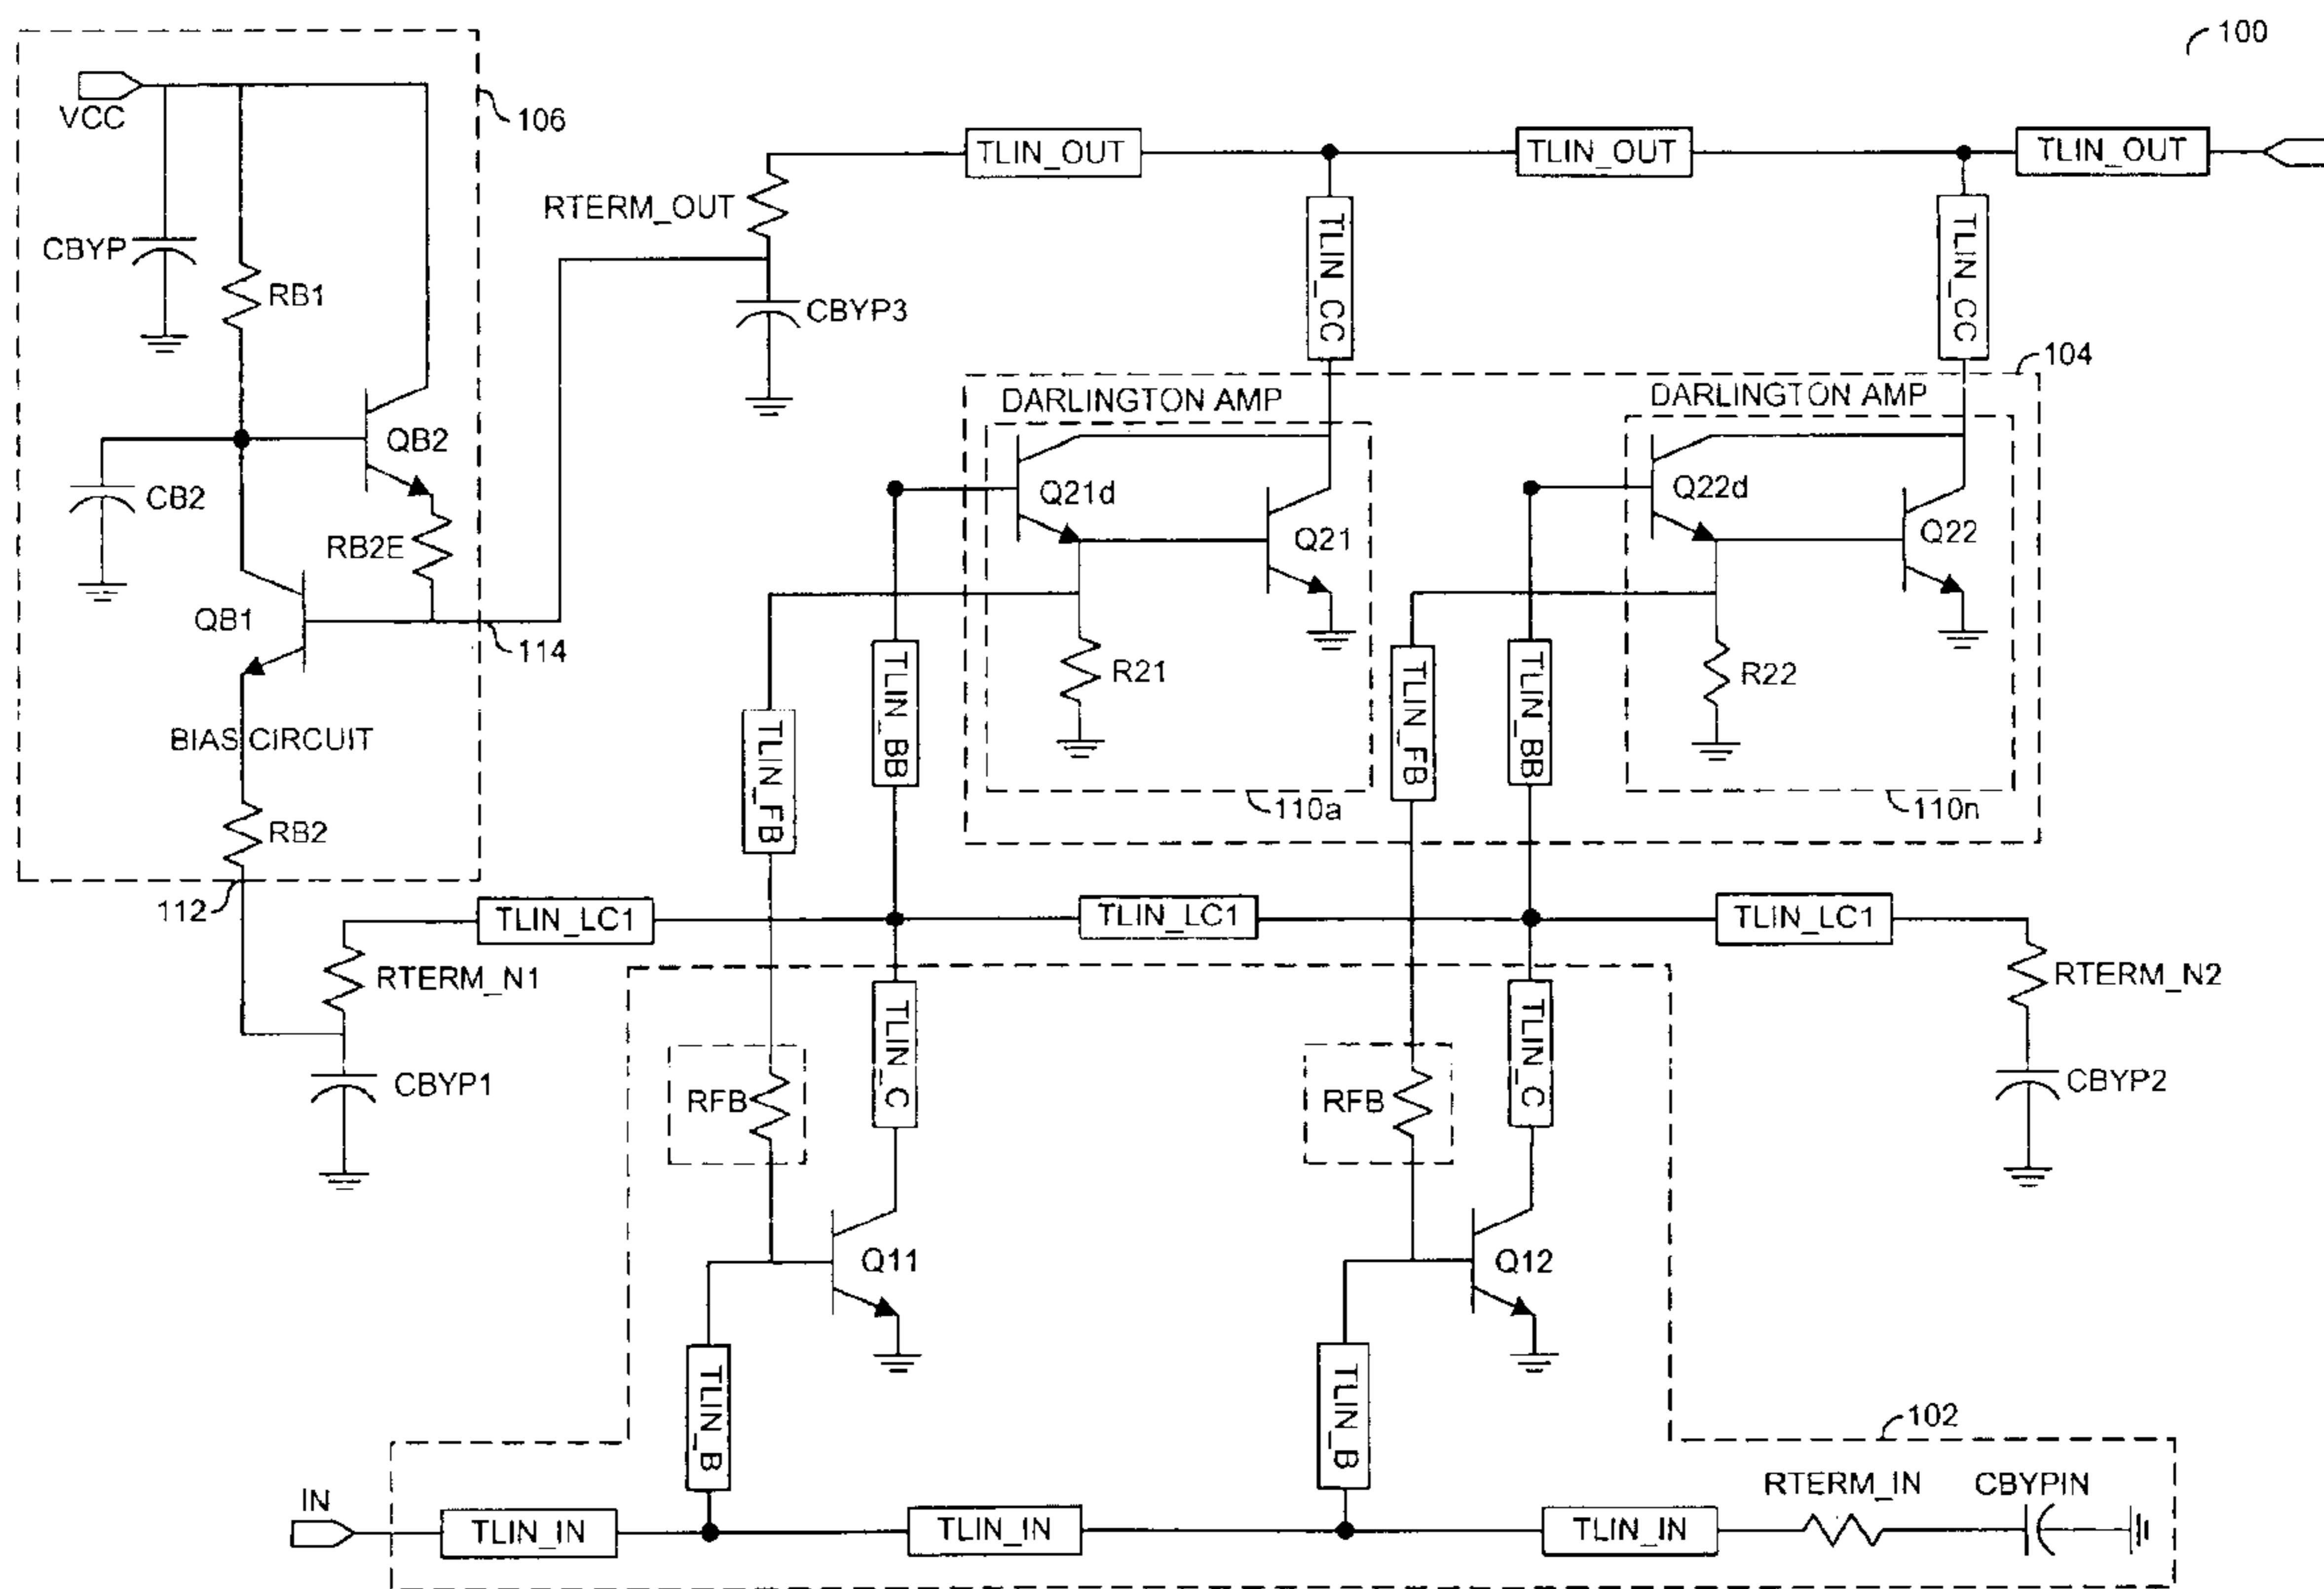 100
VCC
106
TLIN_OUT
TLIN_OUT
TLIN_OUT
RTERM_OUT
TLIN_CC
TLIN_CC
CBYP
RB1
CBYP3
104
DARLINGTON AMP
DARLINGTON AMP
QB2
CB2
Q21d
Q22d
RB2E
Q21
Q22
QB1
114
R21
R22
TLIN_BB
TLIN_FB
TLIN_BB
TLIN_FB
BIAS CIRCUIT
110a
110n
RB2
112
TLIN_LC1
TLIN_LC1
TLIN_LC1
RTERM_N1
RTERM_N2
TLIN_C
TLIN_C
CBYP1
RFB
RFB
CBYP2
Q11
Q12
TLIN_B
TLIN_B
102
RTERM_IN
CBYPIN
IN
TLIN_IN
TLIN_IN
TLIN_IN